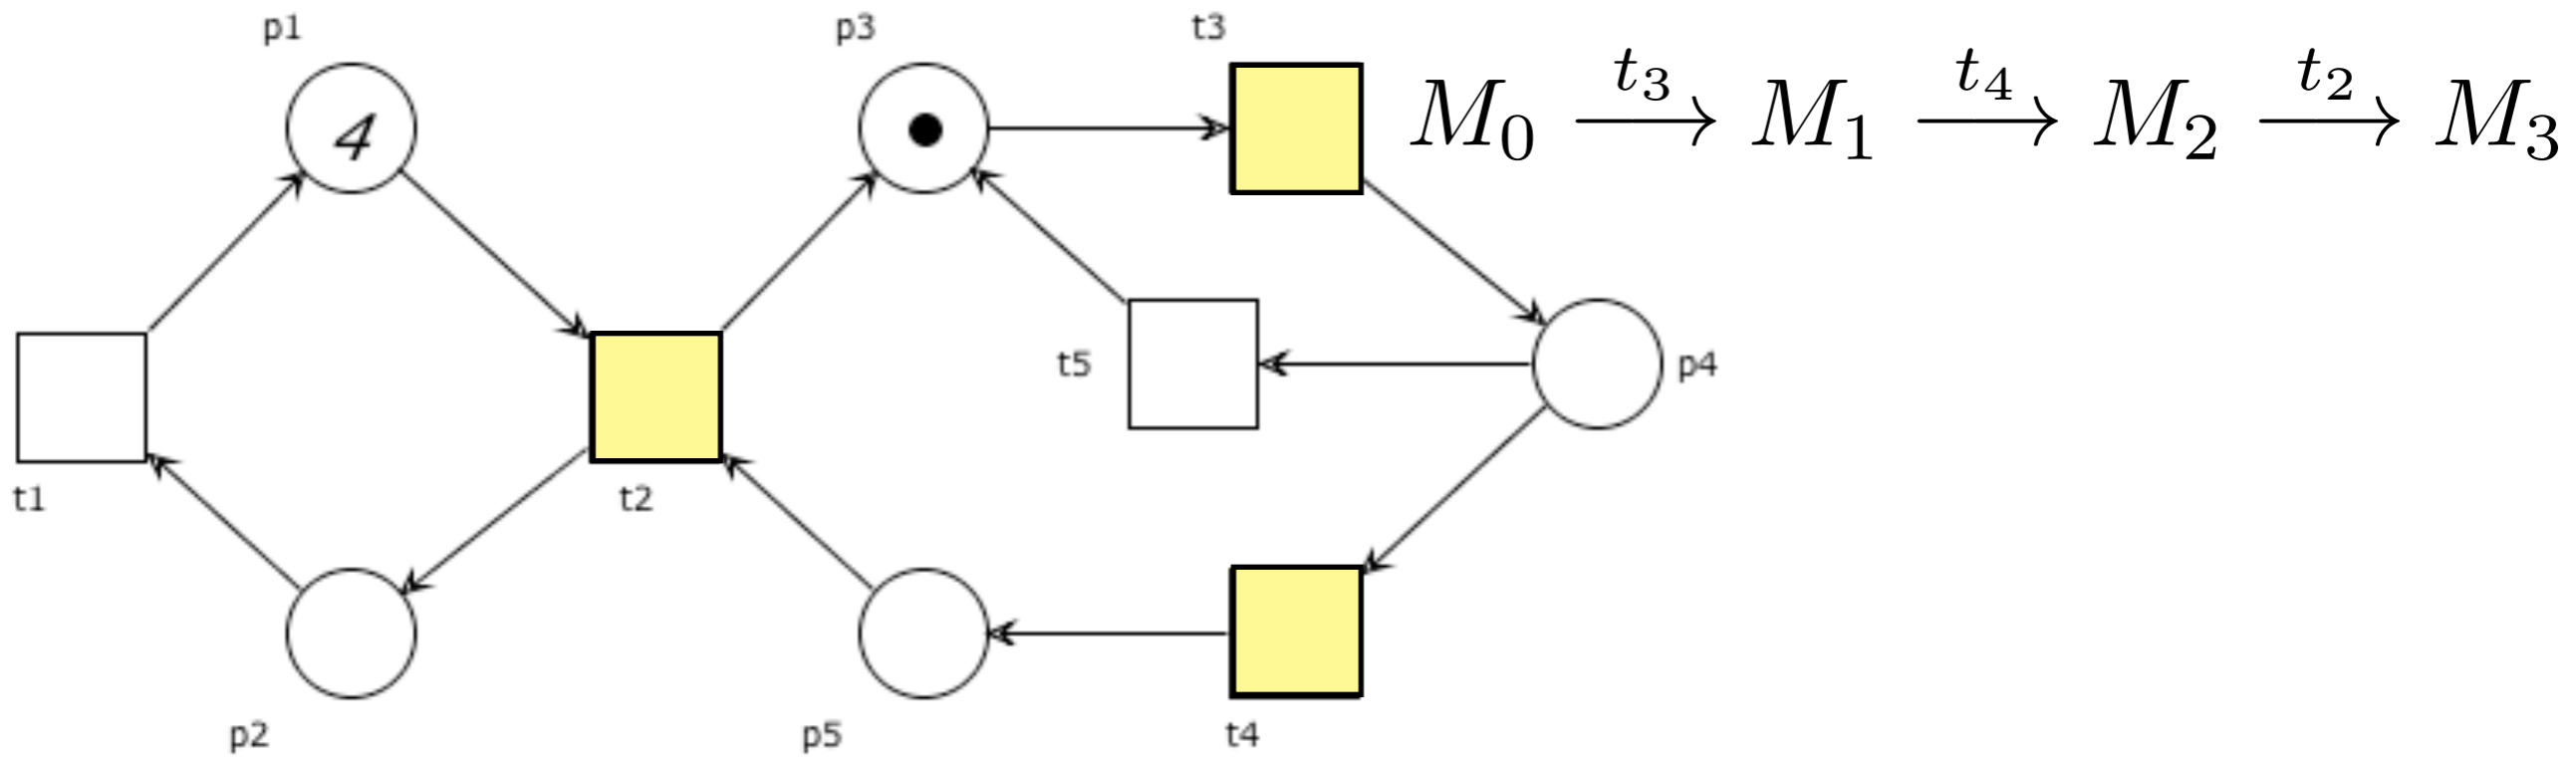 p1 p3 t3
4
M₀ t₃→ M₁ t₄→ M₂ t₂→ M₃
t5 p4
t1 t2
p2 p5 t4